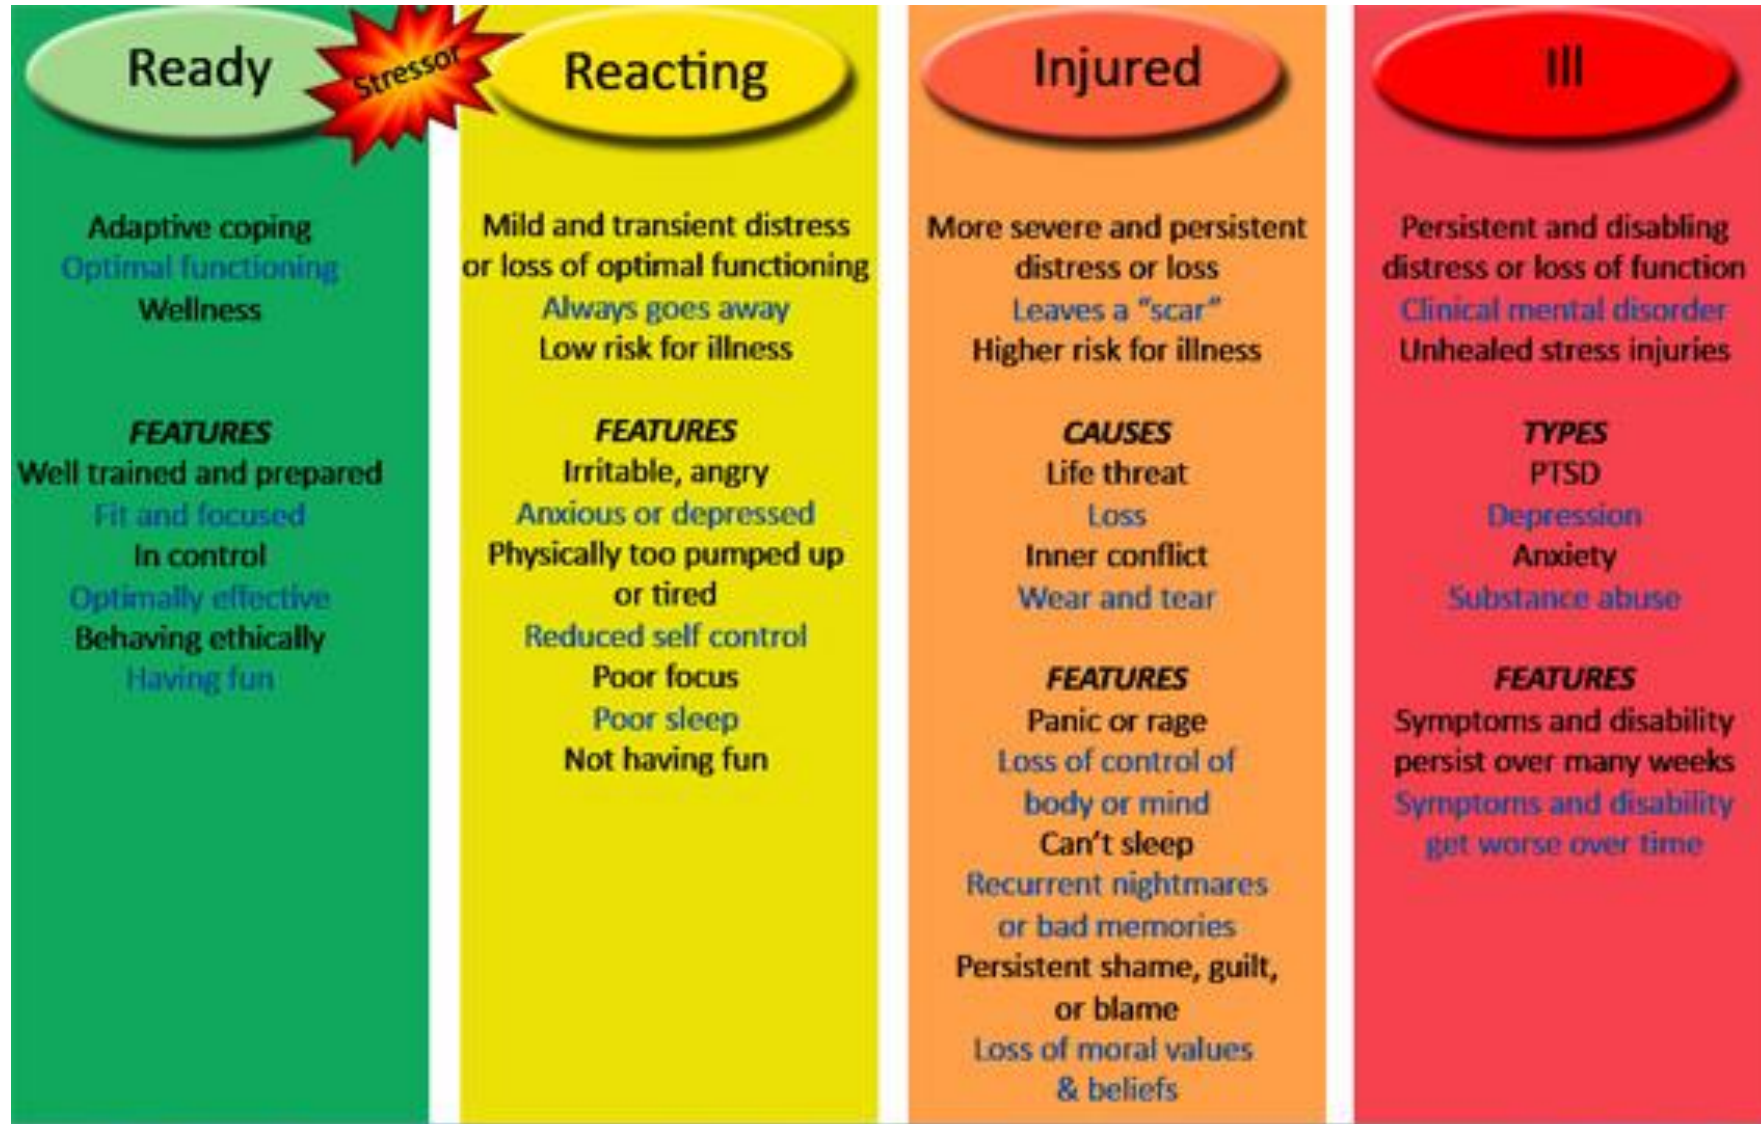 Ready
Stressor
Adaptive coping
Optimal functioning
Wellness
FEATURES
Well trained and prepared
Fit and focused
In control
Optimally effective
Behaving ethically
Having fun
Reacting
Mild and transient distress
or loss of optimal functioning
Always goes away
Low risk for illness
FEATURES
Irritable, angry
Anxious or depressed
Physically too pumped up
or tired
Reduced self control
Poor focus
Poor sleep
Not having fun
Injured
More severe and persistent
distress or loss
Leaves a “scar”
Higher risk for illness
CAUSES
Life threat
Loss
Inner conflict
Wear and tear
FEATURES
Panic or rage
Loss of control of
body or mind
Can’t sleep
Recurrent nightmares
or bad memories
Persistent shame, guilt,
or blame
Loss of moral values
& beliefs
Ill
Persistent and disabling
distress or loss of function
Clinical mental disorder
Unhealed stress injuries
TYPES
PTSD
Depression
Anxiety
Substance abuse
FEATURES
Symptoms and disability
persist over many weeks
Symptoms and disability
get worse over time